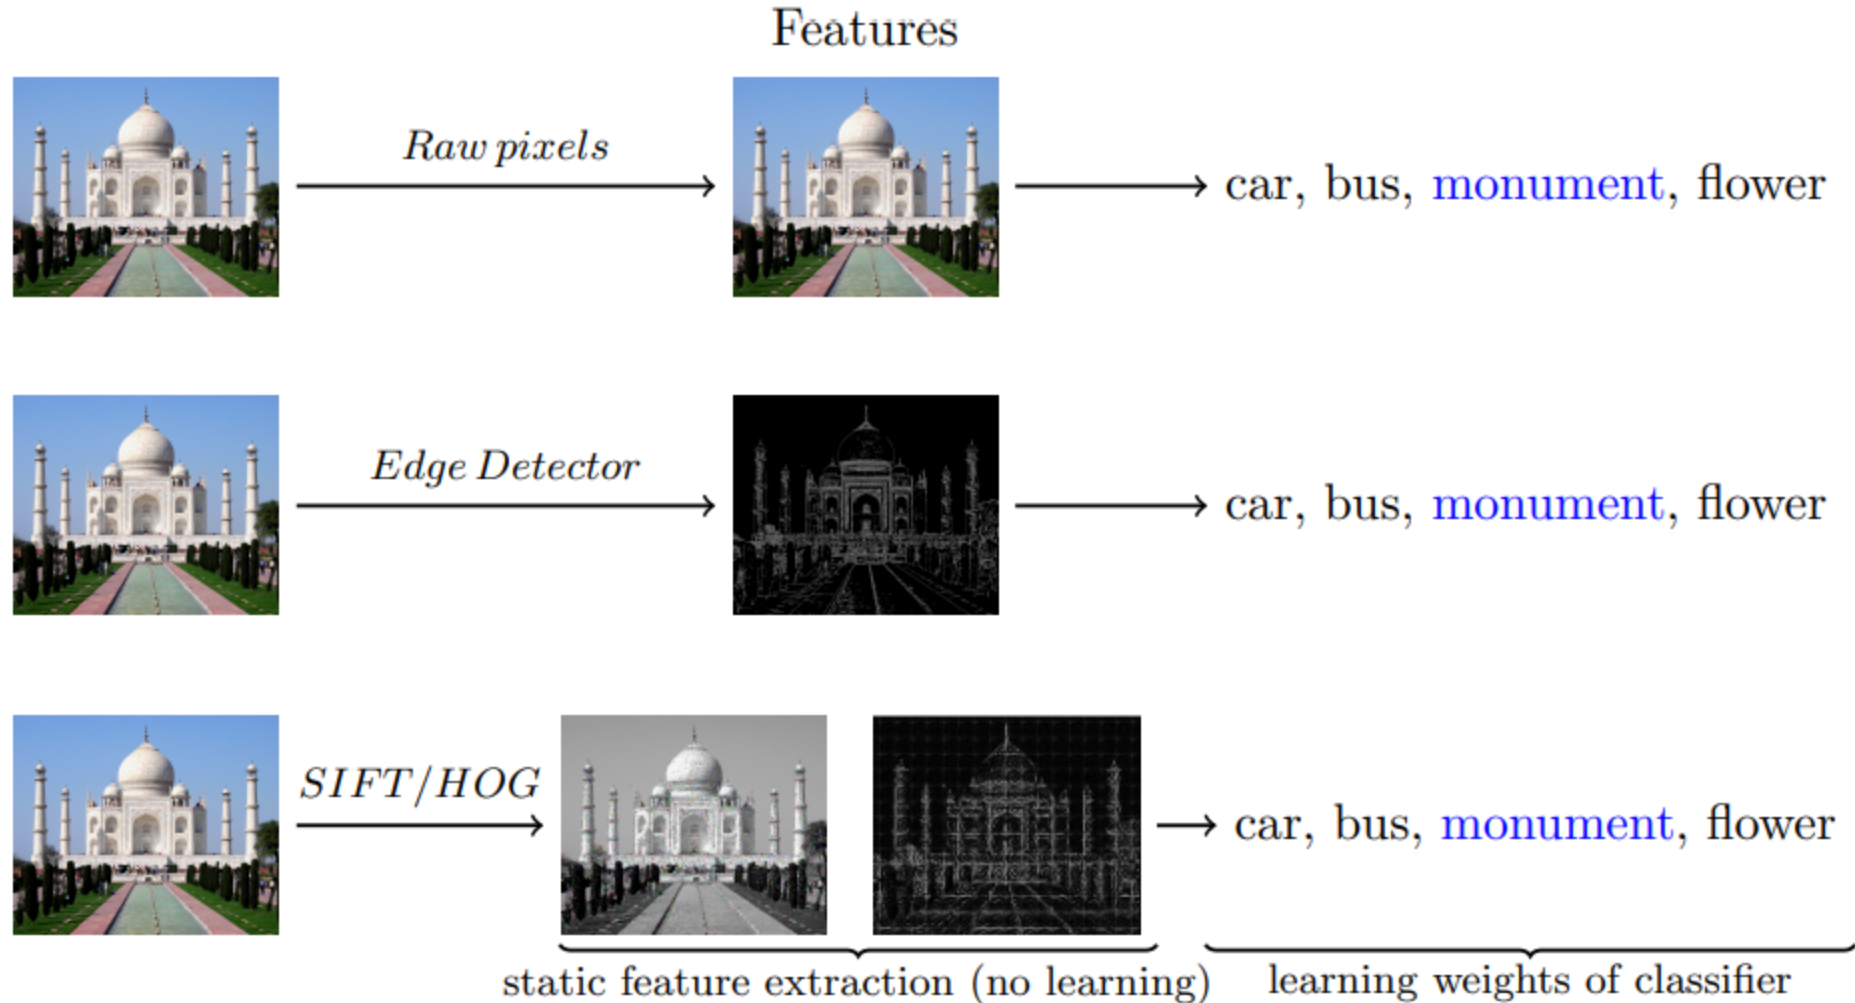 Features
Raw pixels
car, bus, monument, flower
Edge Detector
car, bus, monument, flower
SIFT/HOG
car, bus, monument, flower
static feature extraction (no learning)
learning weights of classifier